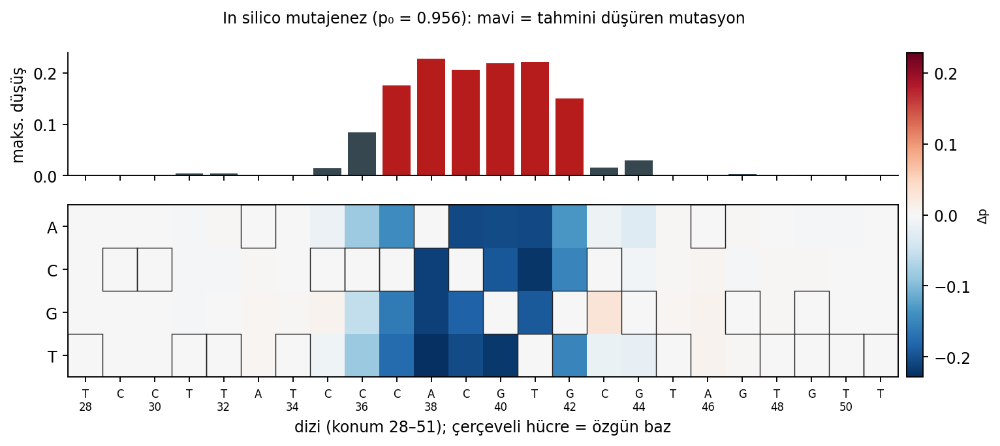 In silico mutajenez (p₀ = 0.956): mavi = tahmini düşüren mutasyon
maks. düşüş
0.2
0.1
0.0
A
C
G
T
T C C T T A T C C C A C G T G C G T A G T G T T
28 30 32 34 36 38 40 42 44 46 48 50
dizi (konum 28–51); çerçeveli hücre = özgün baz
0.2
0.1
0.0
−0.1
−0.2
Δp